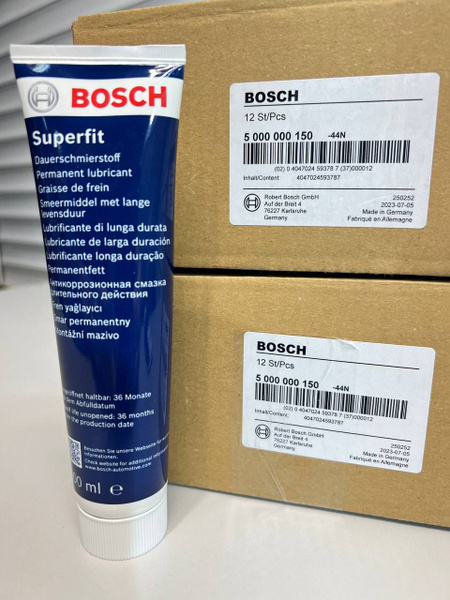 BOSCH
Superfit
Dauerschmierstoff
Permanent lubricant
Graisse de frein
Smeermiddel met lange
levensduur
Lubrificante di lunga durata
Lubricante de larga duración
Lubrificante longa duração
Permanentfett
Антикоррозионная смазка
длительного действия
yağlayıcı
permanentny
Montážní mazivo
haltbar: 36 Monate
Abfülldatum
life unopened: 36 months
the production date
Besuchen Sie unsere Webseite für
informationen.
Check website for additional
www.bosch-automotive.com
ml e
BOSCH
12 St/Pcs
5 000 000 150 -44N
(02) 0 4047024 59378 7 (37)000012
Inhalt/Content: 4047024593787
Robert Bosch GmbH
Auf der Breit 4
76227 Karlsruhe
Germany
250252
2023-07-05
Made in Germany
Fabriqué en Allemagne
BOSCH
12 St/Pcs
5 000 000 150 -44N
(02) 0 4047024 59378 7 (37)000012
Inhalt/Content: 4047024593787
Robert Bosch GmbH
Auf der Breit 4
76227 Karlsruhe
Germany
250252
2023-07-05
Made in Germany
Fabriqué en Allemagne